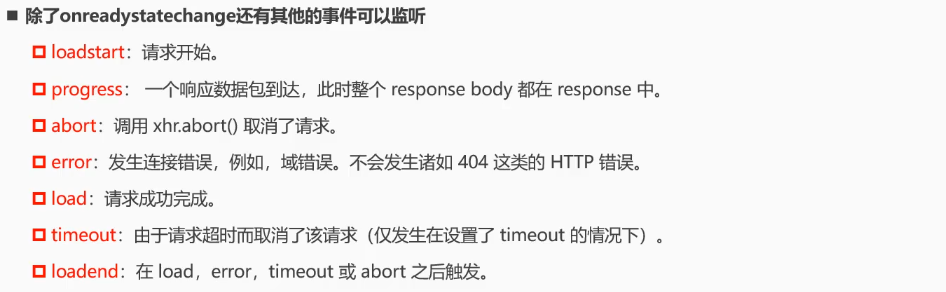 除了onreadystatechange还有其他的事件可以监听
loadstart：请求开始。
progress： 一个响应数据包到达，此时整个 response body 都在 response 中。
abort：调用 xhr.abort() 取消了请求。
error：发生连接错误，例如，域错误。不会发生诸如 404 这类的 HTTP 错误。
load：请求成功完成。
timeout：由于请求超时而取消了该请求（仅发生在设置了 timeout 的情况下）。
loadend：在 load，error，timeout 或 abort 之后触发。